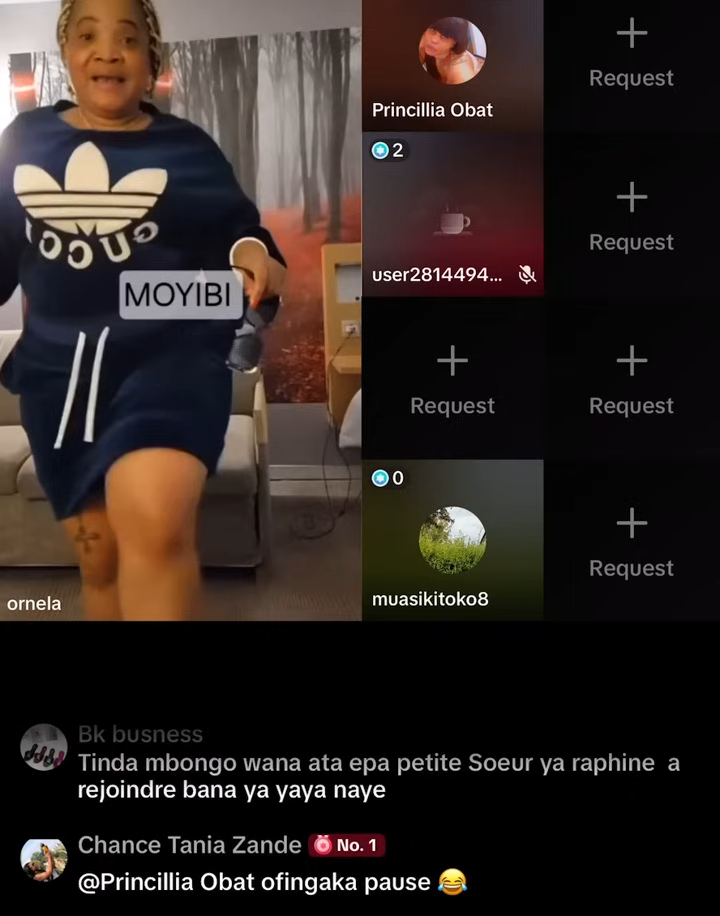 GUCCI
MOYIBI
ornela
Princillia Obat
Request
2
user2814494...
Request
Request
Request
0
muasikitoko8
Request
Bk busness
Tinda mbongo wana ata epa petite Soeur ya raphine a
rejoindre bana ya yaya naye
Chance Tania Zande No. 1
@Princillia Obat ofingaka pause 😂